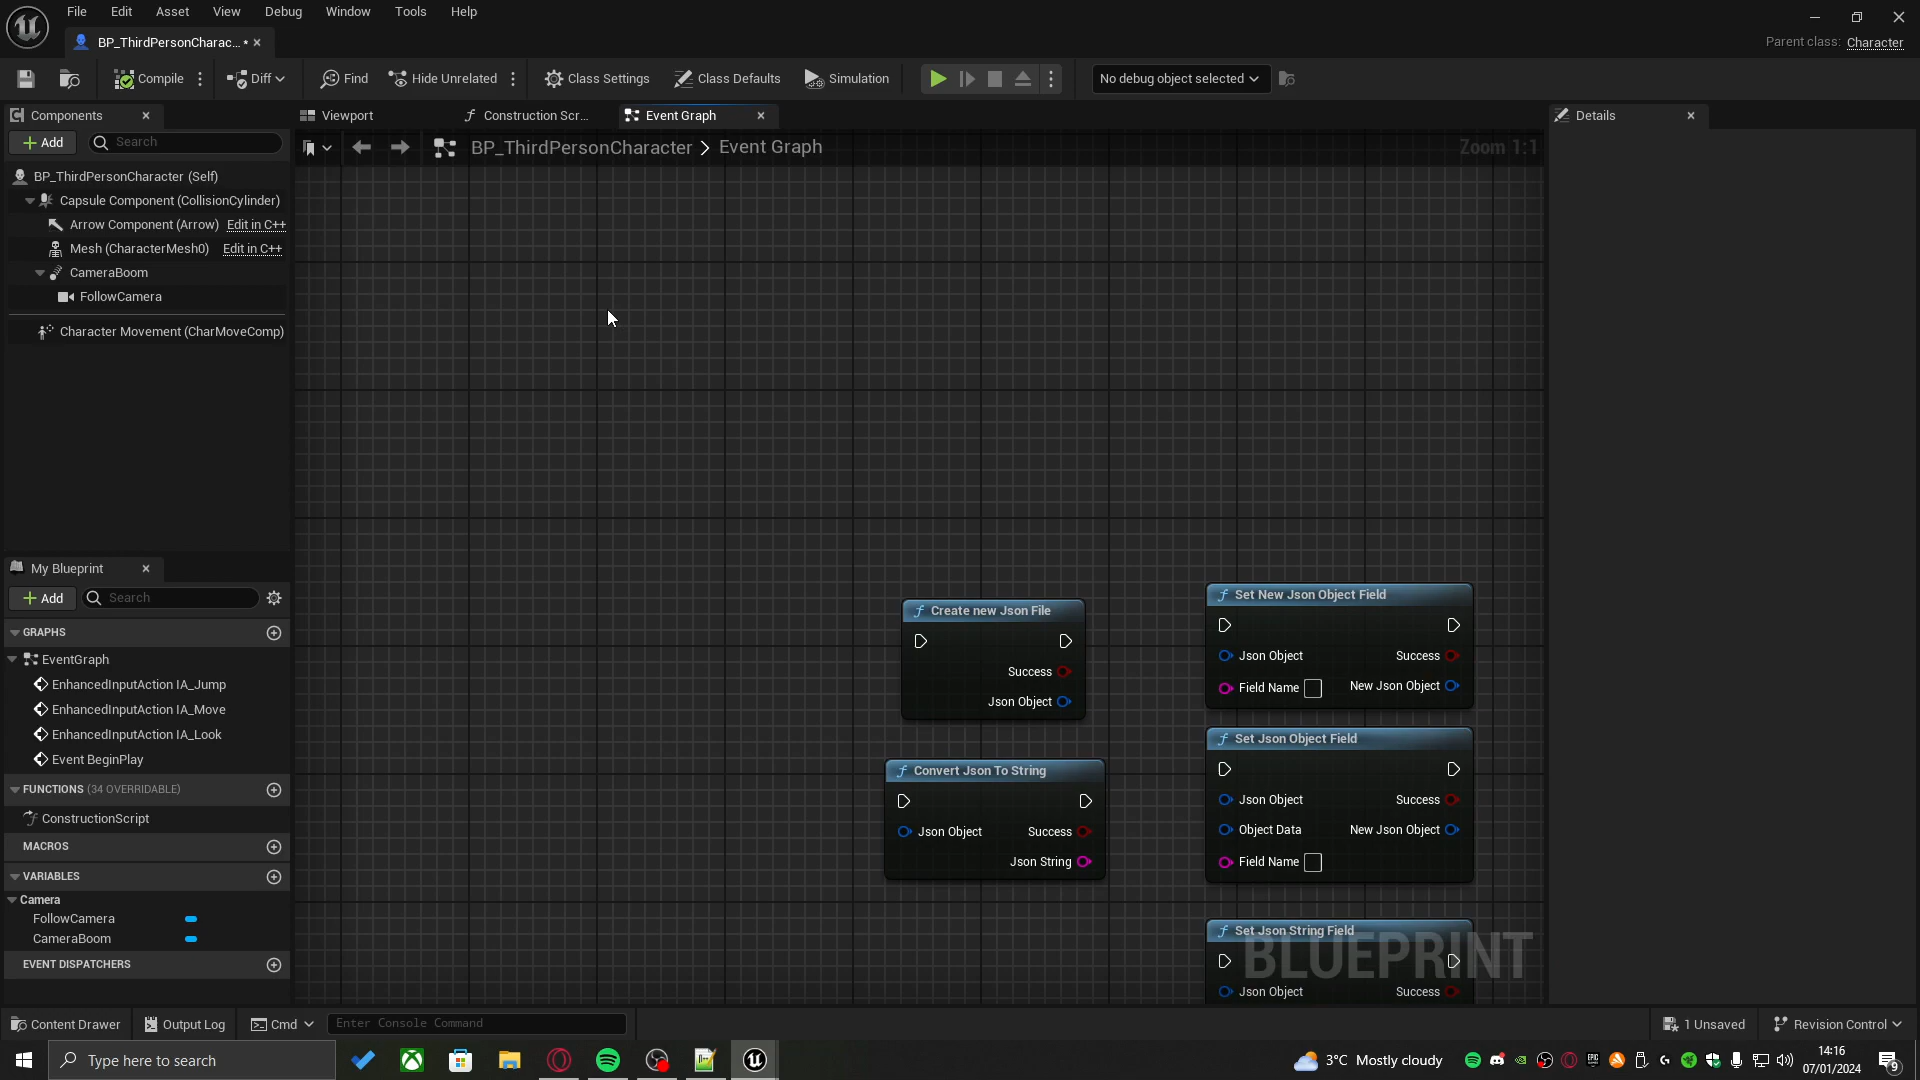 File Edit Asset View Debug Window Tools Help
BP_ThirdPersonCharac... •
Parent class: Character
Compile Diff Find Hide Unrelated Class Settings Class Defaults Simulation No debug object selected
Components Viewport Construction Scr... Event Graph Details
Add Search
BP_ThirdPersonCharacter > Event Graph Zoom 1:1
BP_ThirdPersonCharacter (Self)
Capsule Component (CollisionCylinder)
Arrow Component (Arrow) Edit in C++
Mesh (CharacterMesh0) Edit in C++
CameraBoom
FollowCamera
Character Movement (CharMoveComp)
My Blueprint
Add Search
GRAPHS
EventGraph
EnhancedInputAction IA_Jump
EnhancedInputAction IA_Move
EnhancedInputAction IA_Look
Event BeginPlay
FUNCTIONS (34 OVERRIDABLE)
ConstructionScript
MACROS
VARIABLES
Camera
FollowCamera
CameraBoom
EVENT DISPATCHERS
Create new Json File
Success
Json Object
Convert Json To String
Json Object Success
Json String
Set New Json Object Field
Json Object Success
Field Name New Json Object
Set Json Object Field
Json Object Success
Object Data New Json Object
Field Name
Set Json String Field
Json Object Success
BLUEPRINT
Content Drawer Output Log Cmd Enter Console Command 1 Unsaved Revision Control
Type here to search
3°C Mostly cloudy
14:16
07/01/2024
9